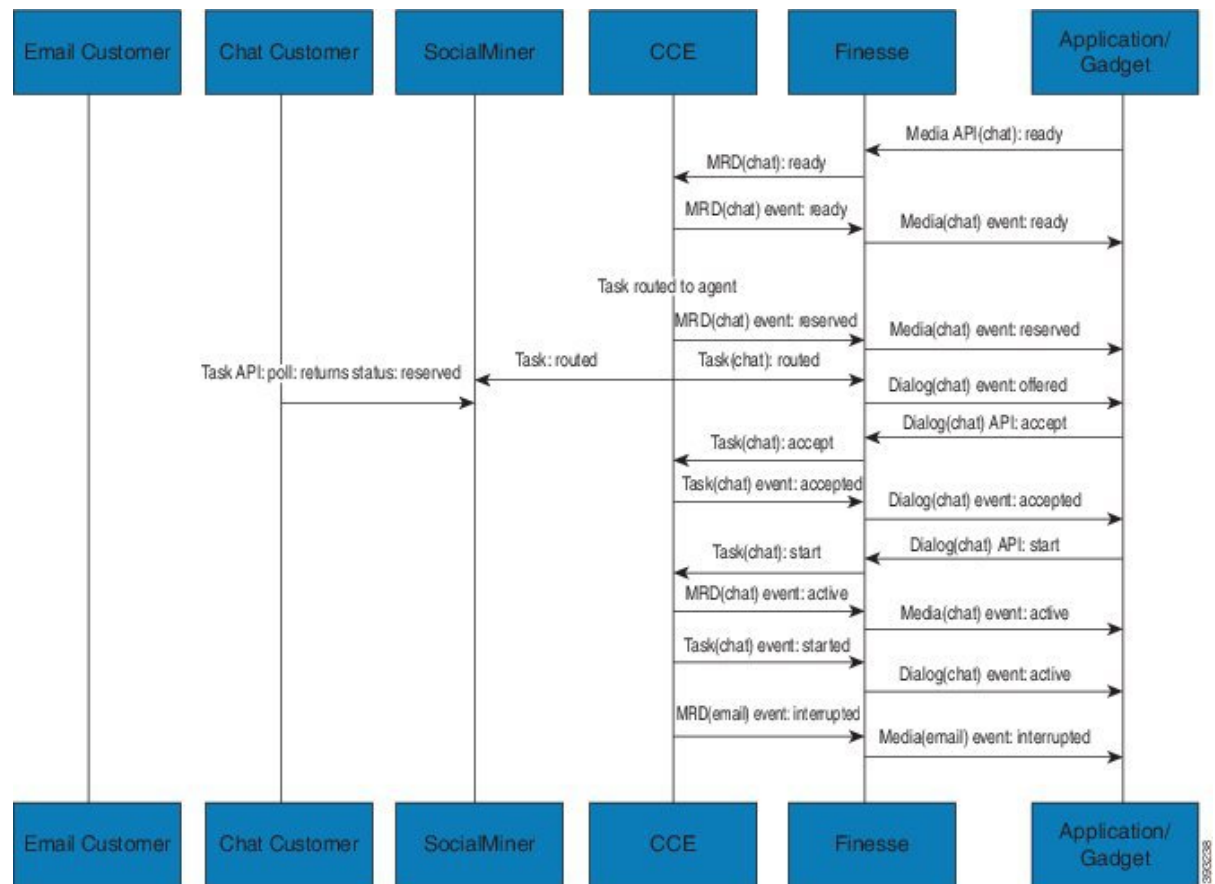 Email Customer
Chat Customer
SocialMiner
CCE
Finesse
Application/
Gadget
Media API(chat): ready
MRD(chat): ready
MRD(chat) event: ready
Media(chat) event: ready
Task routed to agent
MRD(chat) event: reserved
Media(chat) event: reserved
Task: routed
Task(chat): routed
Task API: poll: returns status: reserved
Dialog(chat) event: offered
Dialog(chat) API: accept
Task(chat): accept
Task(chat) event: accepted
Dialog(chat) event: accepted
Dialog(chat) API: start
Task(chat): start
MRD(chat) event: active
Media(chat) event: active
Task(chat) event: started
Dialog(chat) event: active
MRD(email) event: interrupted
Media(email) event: interrupted
Email Customer
Chat Customer
SocialMiner
CCE
Finesse
Application/
Gadget
393238